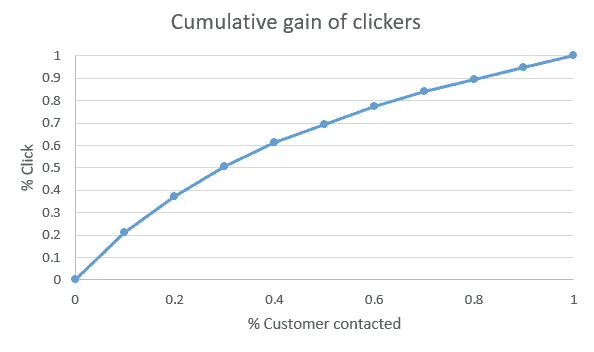 Cumulative gain of clickers
1
0.9
0.8
0.7
0.6
0.5
0.4
0.3
0.2
0.1
0
% Click
0 0.2 0.4 0.6 0.8 1
% Customer contacted